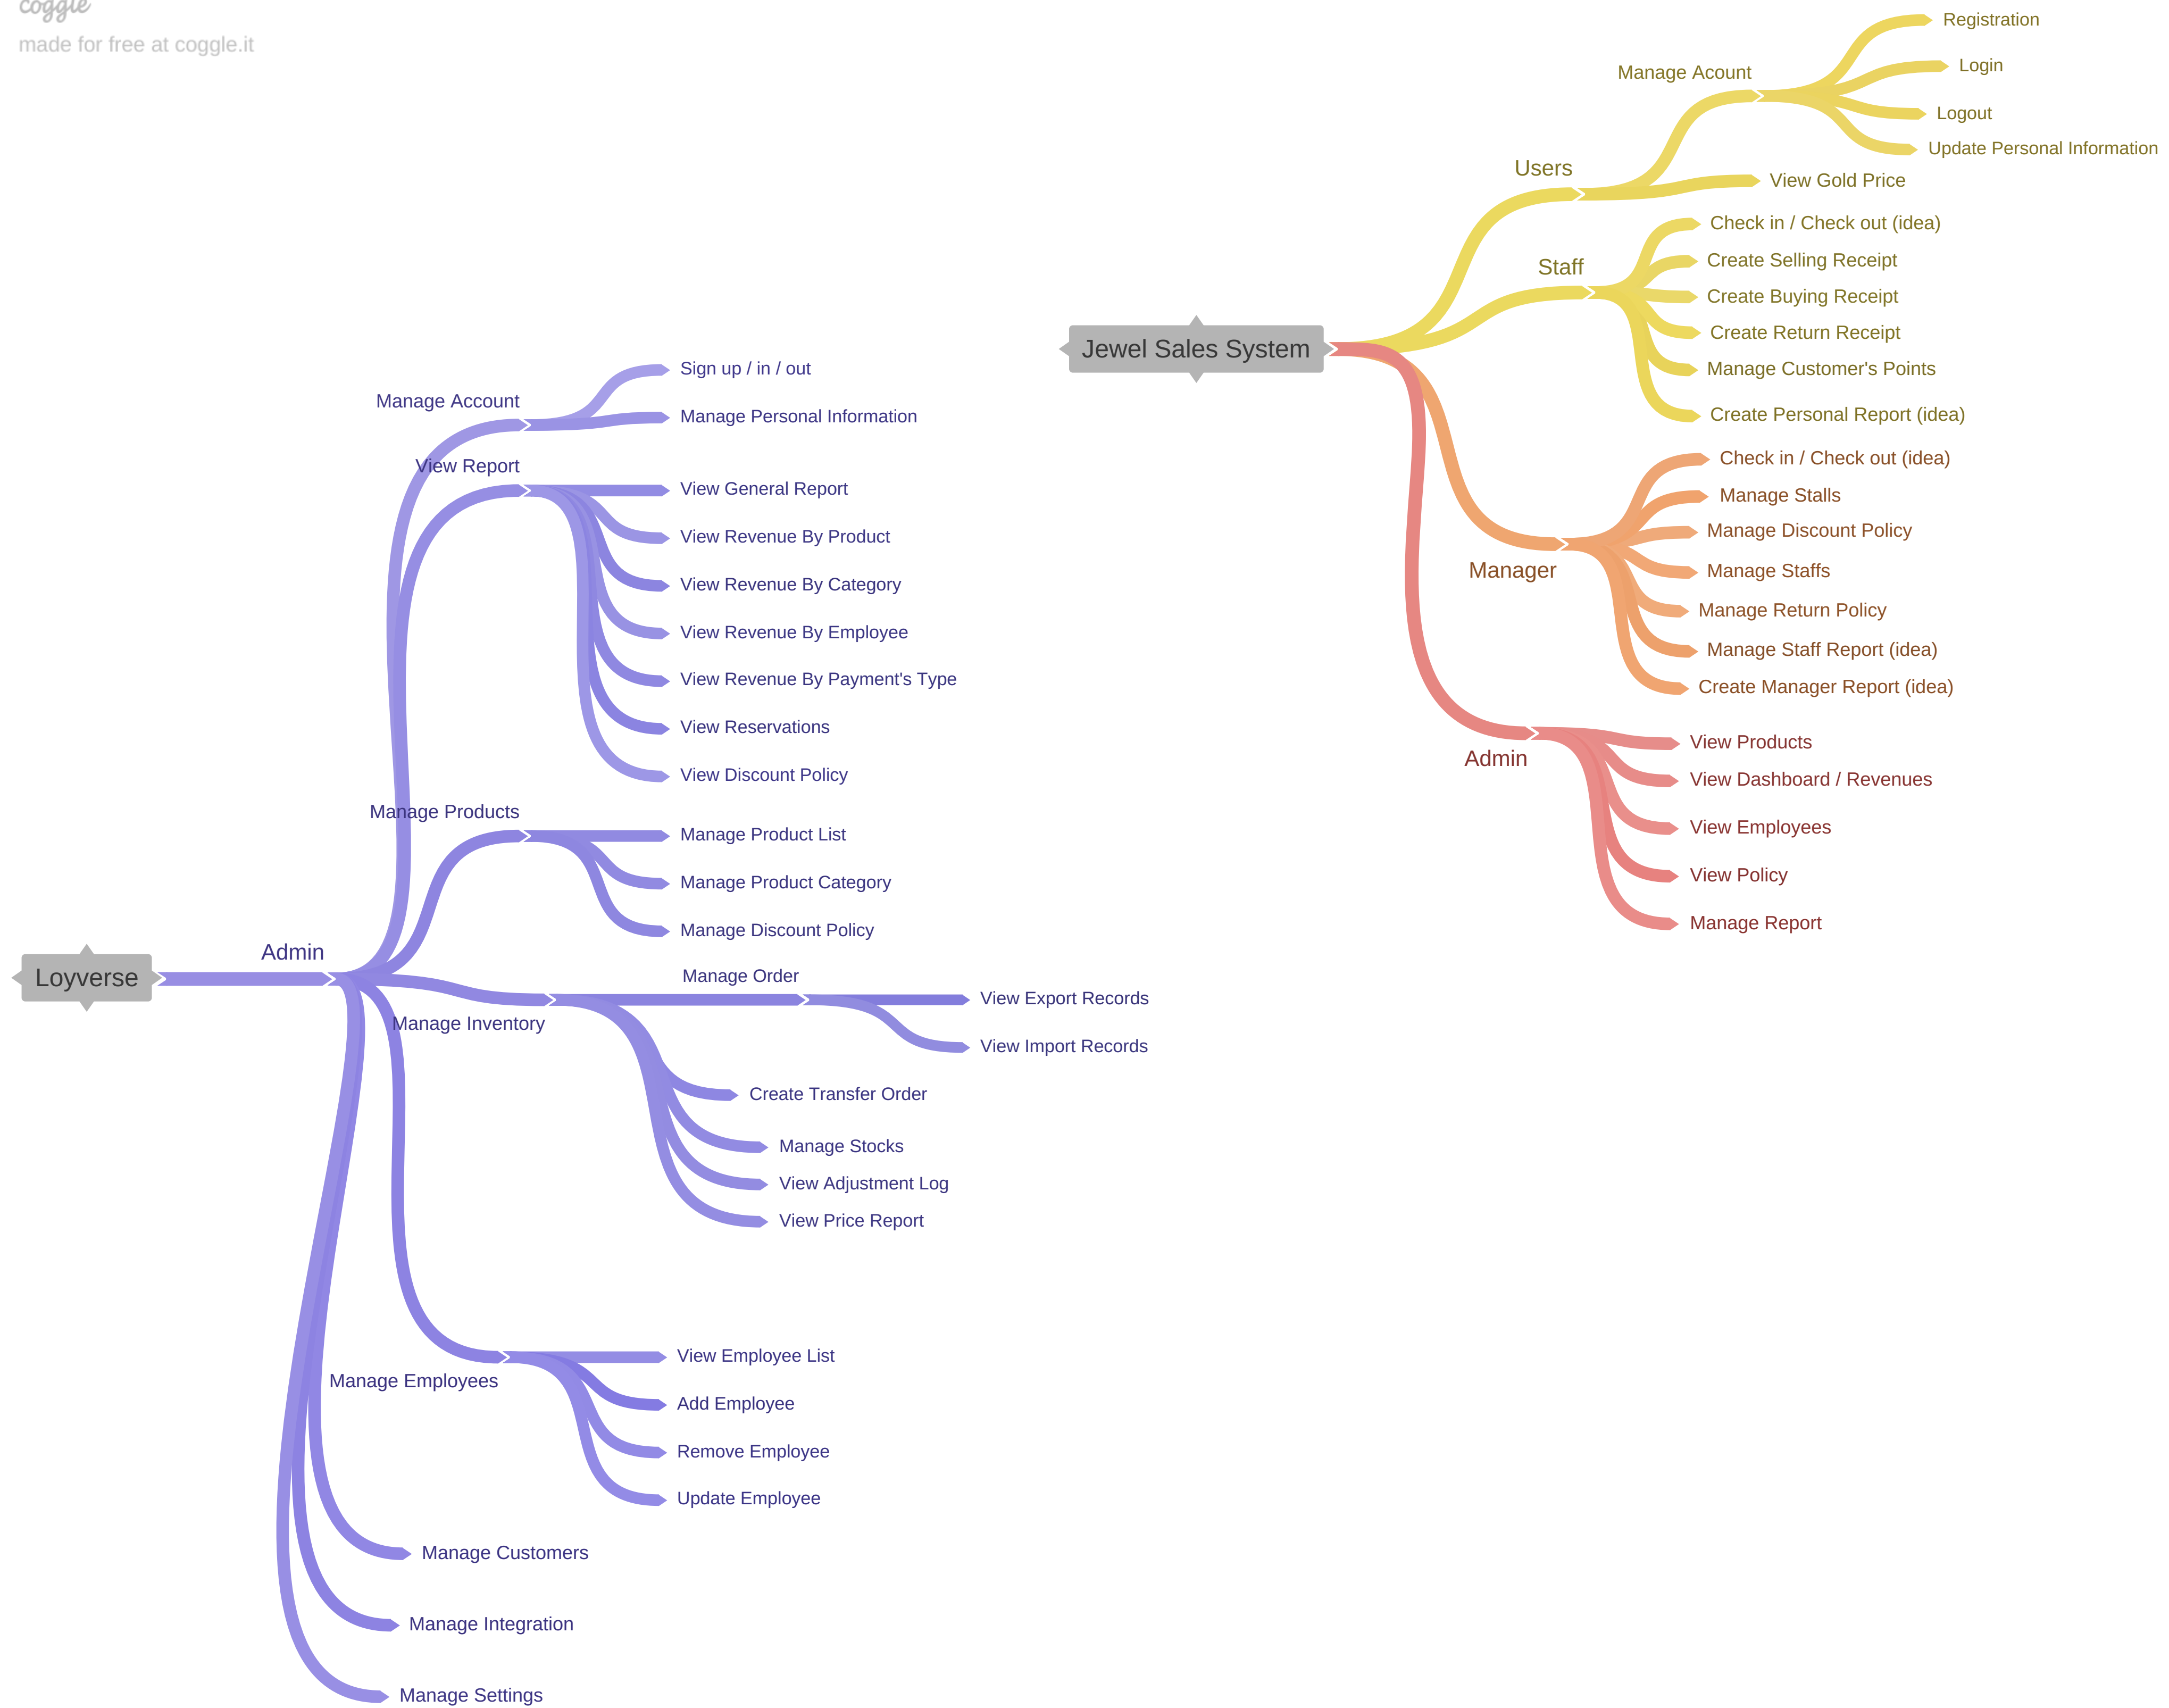 coggle
made for free at coggle.it
Jewel Sales System
Users
Manage Acount
Registration
Login
Logout
Update Personal Information
View Gold Price
Staff
Check in / Check out (idea)
Create Selling Receipt
Create Buying Receipt
Create Return Receipt
Manage Customer's Points
Create Personal Report (idea)
Manager
Check in / Check out (idea)
Manage Stalls
Manage Discount Policy
Manage Staffs
Manage Return Policy
Manage Staff Report (idea)
Create Manager Report (idea)
Admin
View Products
View Dashboard / Revenues
View Employees
View Policy
Manage Report
Loyverse
Admin
Manage Account
Sign up / in / out
Manage Personal Information
View Report
View General Report
View Revenue By Product
View Revenue By Category
View Revenue By Employee
View Revenue By Payment's Type
View Reservations
View Discount Policy
Manage Products
Manage Product List
Manage Product Category
Manage Discount Policy
Manage Inventory
Manage Order
View Export Records
View Import Records
Create Transfer Order
Manage Stocks
View Adjustment Log
View Price Report
Manage Employees
View Employee List
Add Employee
Remove Employee
Update Employee
Manage Customers
Manage Integration
Manage Settings